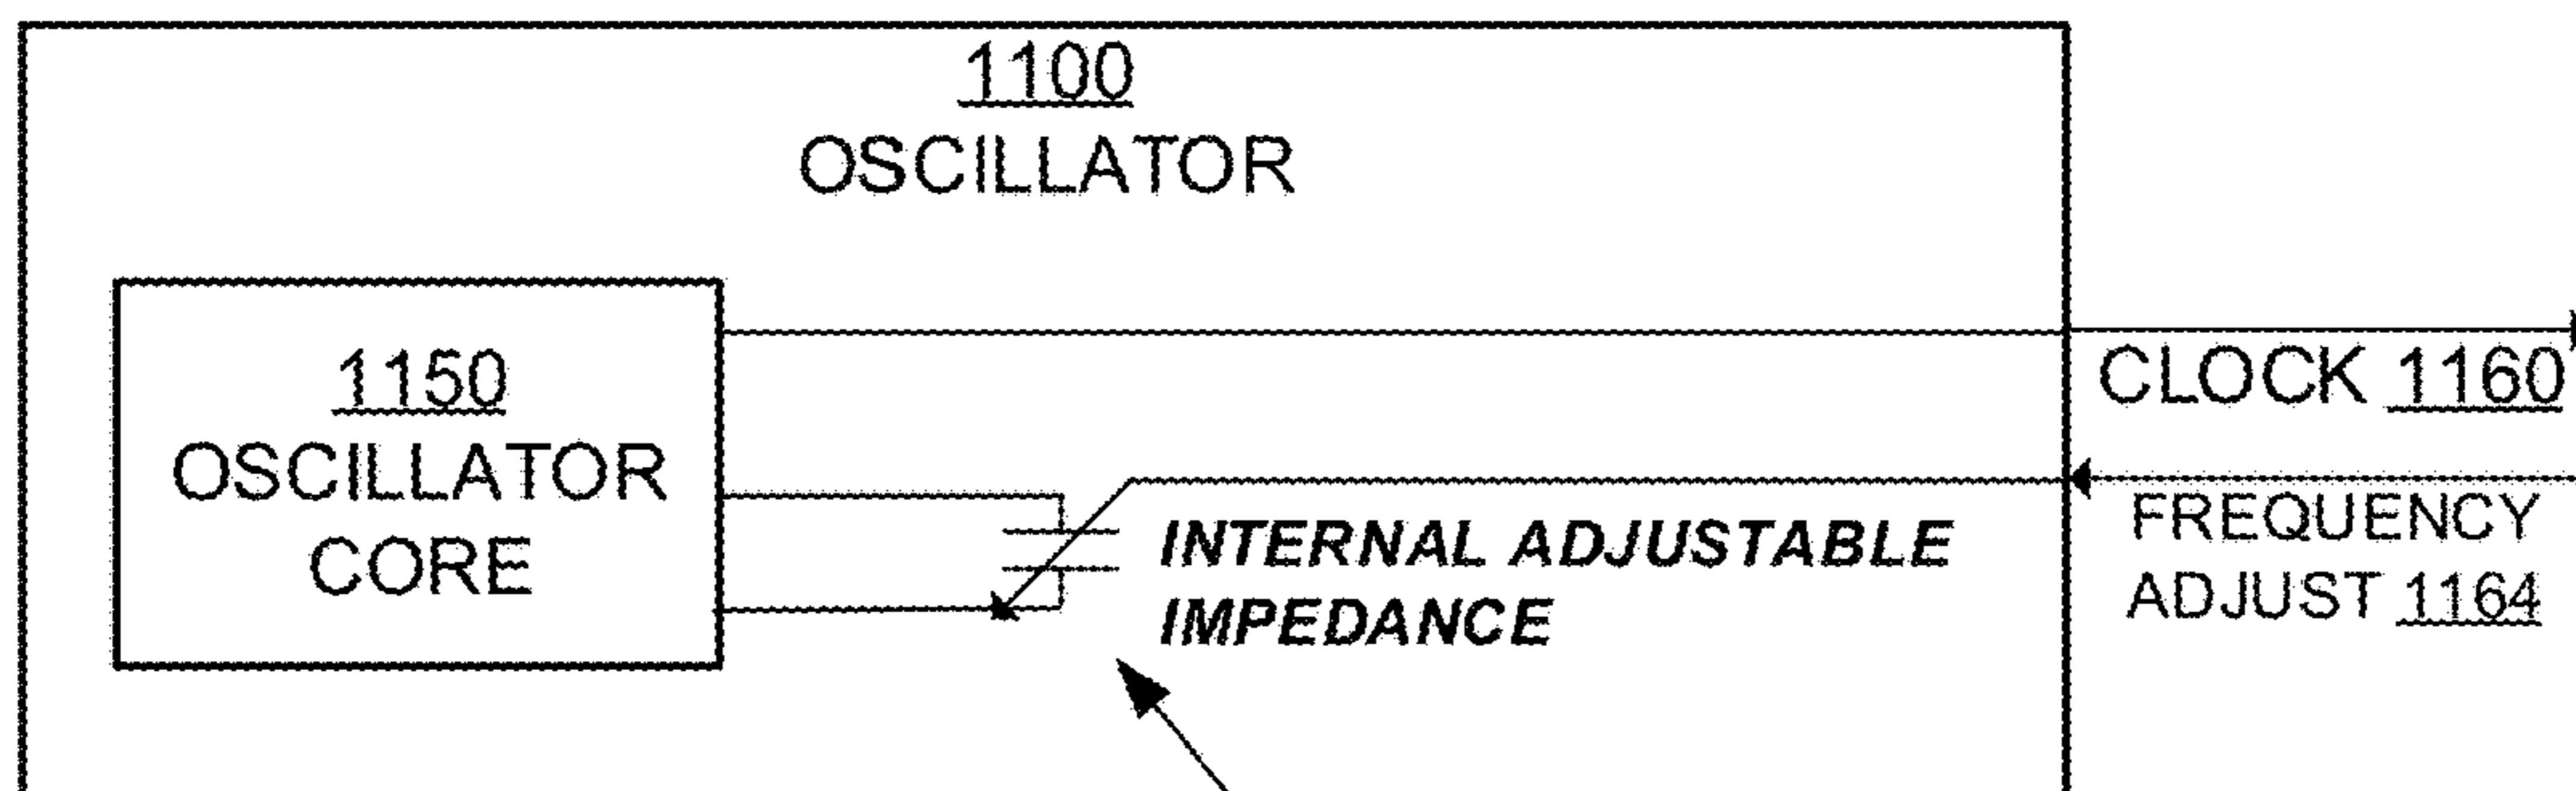 1100
OSCILLATOR
1150
OSCILLATOR
CORE
CLOCK 1160
INTERNAL ADJUSTABLE
IMPEDANCE
FREQUENCY
ADJUST 1164